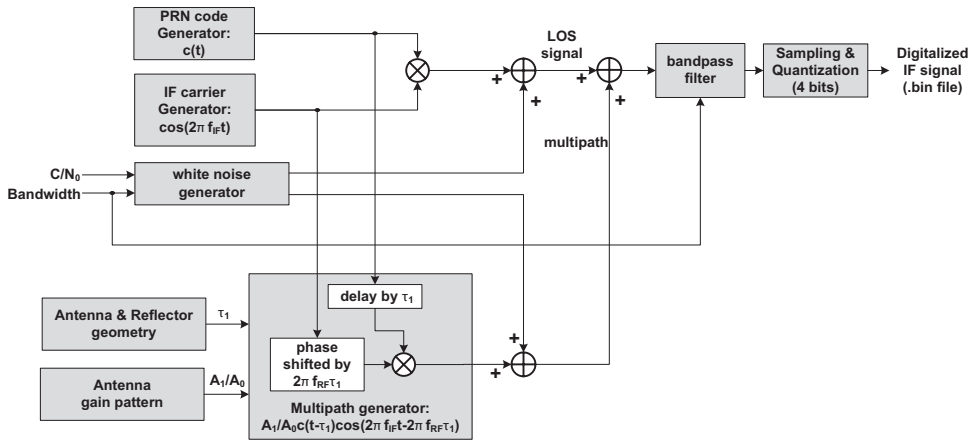 PRN code
Generator:
c(t)
IF carrier
Generator:
cos(2π f_IF t)
C/N₀
Bandwidth
white noise
generator
LOS
signal
+
+
+
+
multipath
bandpass
filter
Sampling &
Quantization
(4 bits)
Digitalized
IF signal
(.bin file)
Antenna & Reflector
geometry
τ₁
Antenna
gain pattern
A₁/A₀
delay by τ₁
phase
shifted by
2π f_RF τ₁
Multipath generator:
A₁/A₀c(t-τ₁)cos(2π f_IF t-2π f_RF τ₁)
+
+